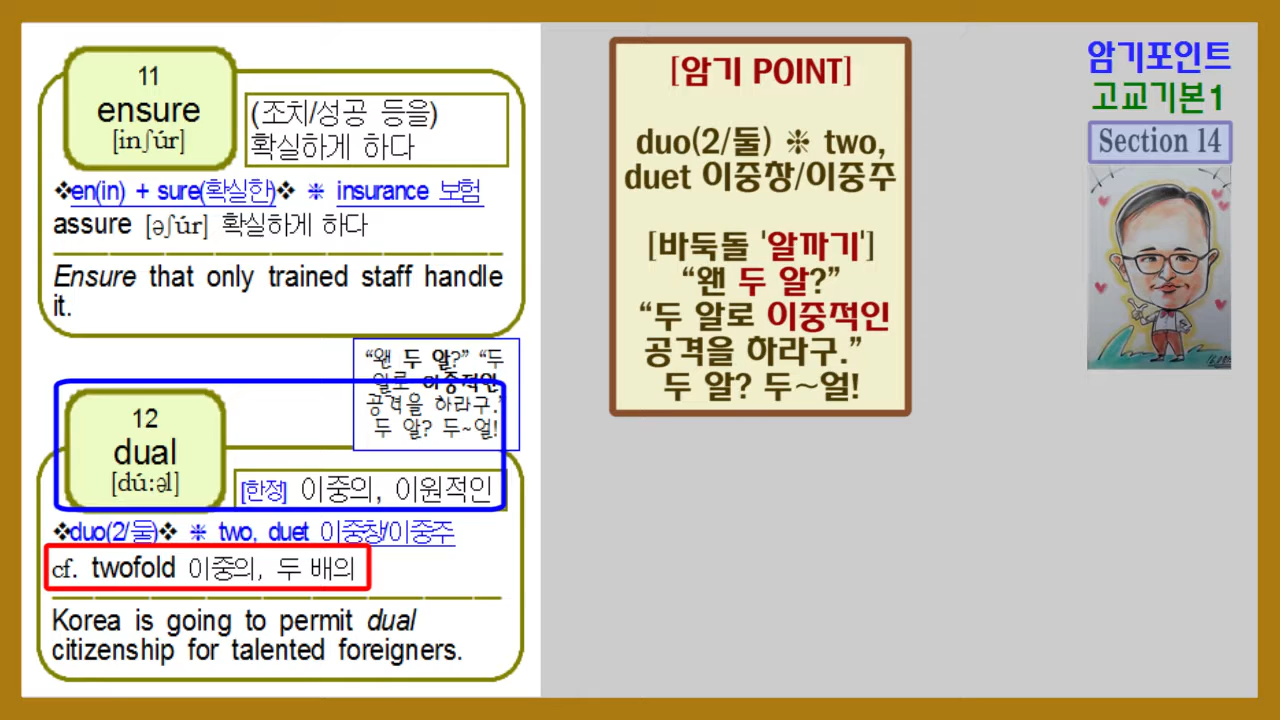 11
ensure
[inʃúr]
(조치/성공 등을)
확실하게 하다
❖en(in) + sure(확실한)❖ ❈ insurance 보험
assure [əʃúr] 확실하게 하다
Ensure that only trained staff handle
it.
“왠 두 알?” “두
알로 이중적인
공격을 하라구.”
두 알? 두~얼!
12
dual
[dú:əl]
[한정] 이중의, 이원적인
❖duo(2/둘)❖ ❈ two, duet 이중창/이중주
cf. twofold 이중의, 두 배의
Korea is going to permit dual
citizenship for talented foreigners.
[암기 POINT]
duo(2/둘) ❈ two,
duet 이중창/이중주
[바둑돌 '알까기']
“왠 두 알?”
“두 알로 이중적인
공격을 하라구.”
두 알? 두~얼!
암기포인트
고교기본1
Section 14